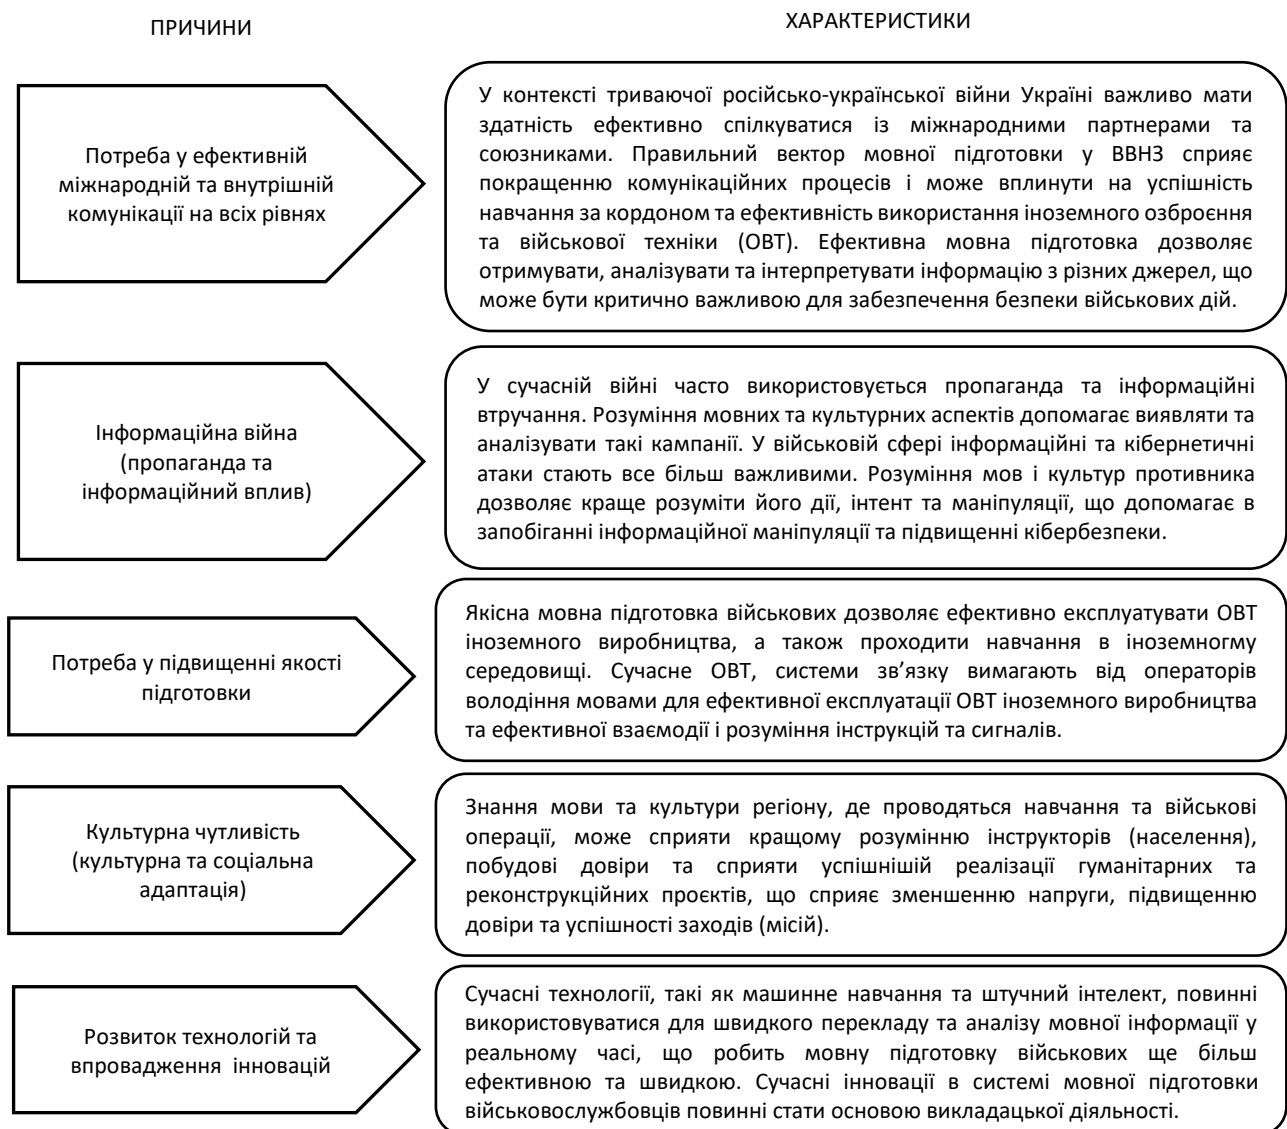 ПРИЧИНИ
ХАРАКТЕРИСТИКИ
Потреба у ефективній
міжнародній та внутрішній
комунікації на всіх рівнях
У контексті триваючої російсько-української війни Україні важливо мати
здатність ефективно спілкуватися із міжнародними партнерами та
союзниками. Правильний вектор мовної підготовки у ВВНЗ сприяє
покращенню комунікаційних процесів і може вплинути на успішність
навчання за кордоном та ефективність використання іноземного озброєння
та військової техніки (ОВТ). Ефективна мовна підготовка дозволяє
отримувати, аналізувати та інтерпретувати інформацію з різних джерел, що
може бути критично важливою для забезпечення безпеки військових дій.
Інформаційна війна
(пропаганда та
інформаційний вплив)
У сучасній війні часто використовується пропаганда та інформаційні
втручання. Розуміння мовних та культурних аспектів допомагає виявляти та
аналізувати такі кампанії. У військовій сфері інформаційні та кібернетичні
атаки стають все більш важливими. Розуміння мов і культур противника
дозволяє краще розуміти його дії, інтент та маніпуляції, що допомагає в
запобіганні інформаційної маніпуляції та підвищенні кібербезпеки.
Потреба у підвищенні якості
підготовки
Якісна мовна підготовка військових дозволяє ефективно експлуатувати ОВТ
іноземного виробництва, а також проходити навчання в іноземногму
середовищі. Сучасне ОВТ, системи зв’язку вимагають від операторів
володіння мовами для ефективної експлуатації ОВТ іноземного виробництва
та ефективної взаємодії і розуміння інструкцій та сигналів.
Культурна чутливість
(культурна та соціальна
адаптація)
Знання мови та культури регіону, де проводяться навчання та військові
операції, може сприяти кращому розумінню інструкторів (населення),
побудові довіри та сприяти успішнішій реалізації гуманітарних та
реконструкційних проєктів, що сприяє зменшенню напруги, підвищенню
довіри та успішності заходів (місій).
Розвиток технологій та
впровадження інновацій
Сучасні технології, такі як машинне навчання та штучний інтелект, повинні
використовуватися для швидкого перекладу та аналізу мовної інформації у
реальному часі, що робить мовну підготовку військових ще більш
ефективною та швидкою. Сучасні інновації в системі мовної підготовки
військовослужбовців повинні стати основою викладацької діяльності.